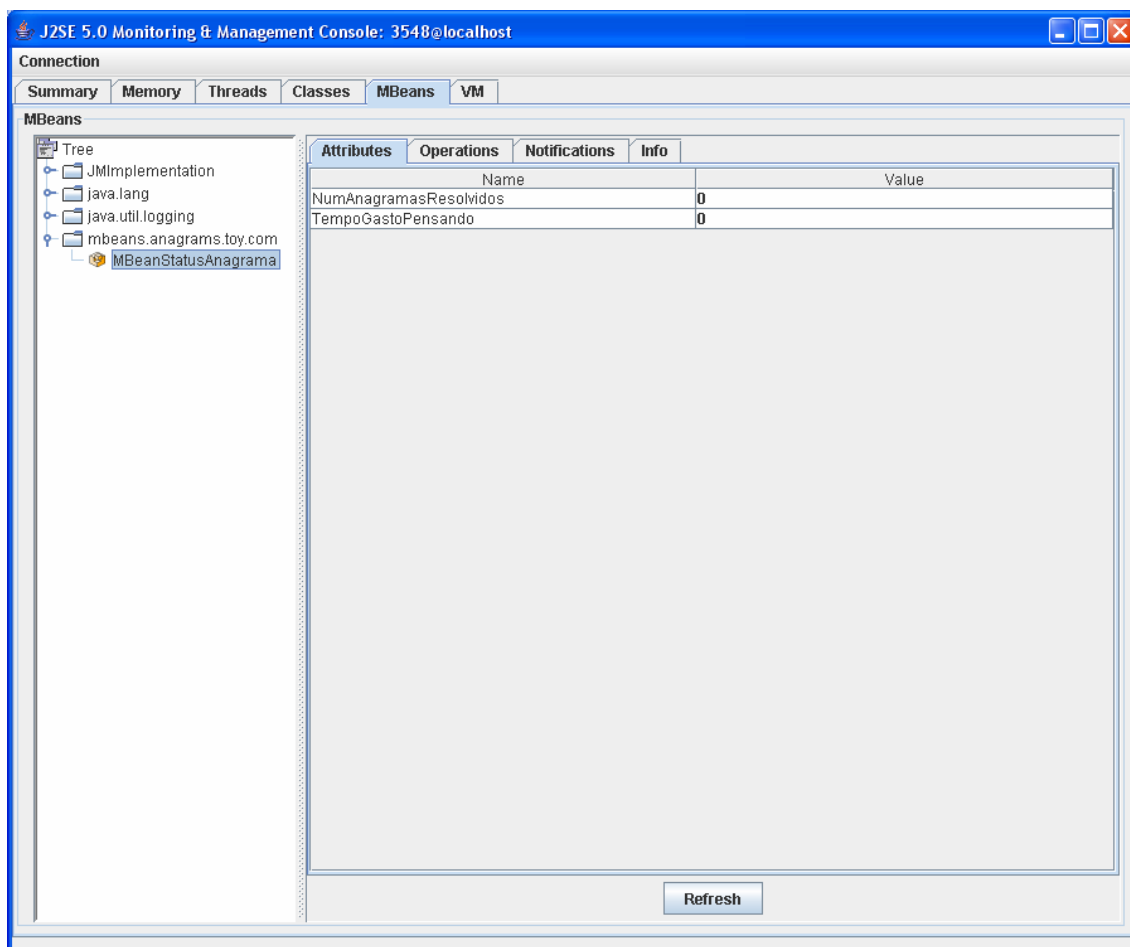 J2SE 5.0 Monitoring & Management Console: 3548@localhost
Connection
Summary Memory Threads Classes MBeans VM
MBeans
Tree
JMImplementation
java.lang
java.util.logging
mbeans.anagrams.toy.com
MBeanStatusAnagrama
Attributes Operations Notifications Info
Name Value
NumAnagramasResolvidos 0
TempoGastoPensando 0
Refresh